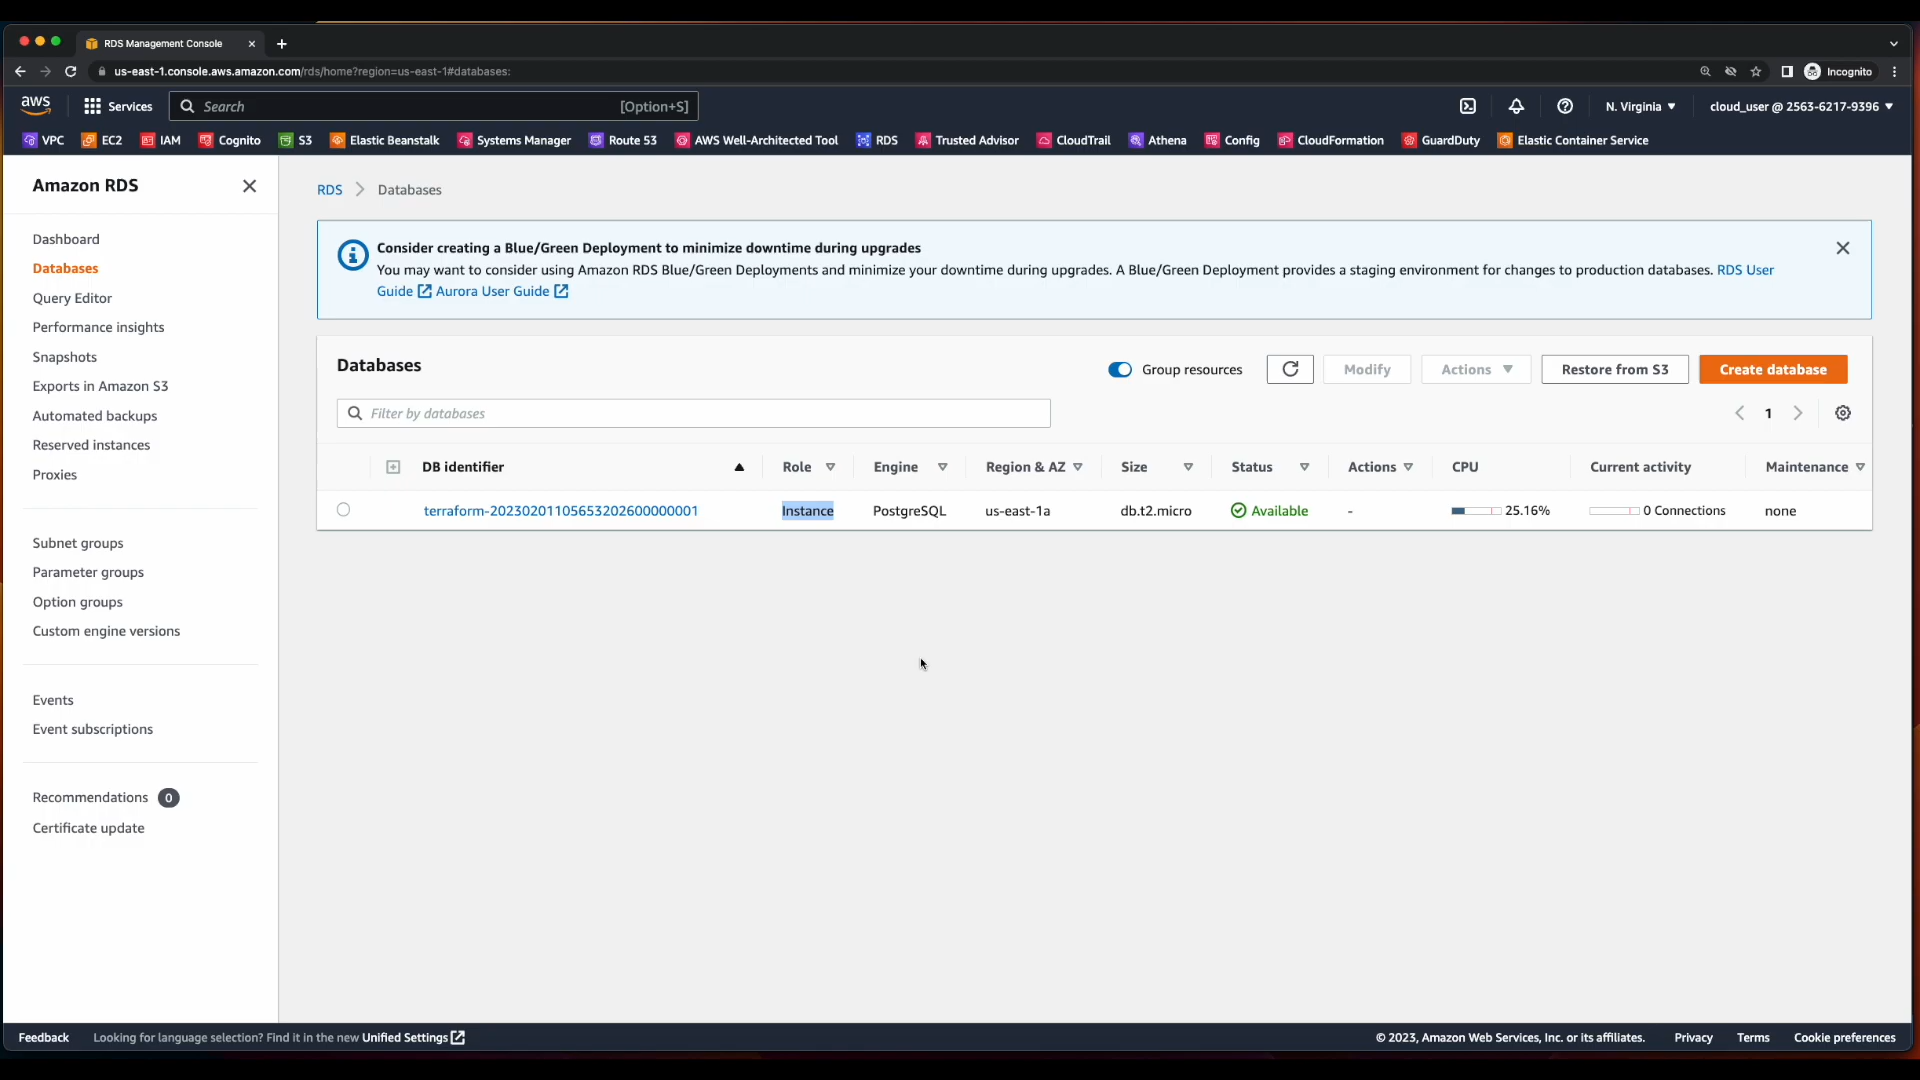 RDS Management Console
us-east-1.console.aws.amazon.com/rds/home?region=us-east-1#databases:
Incognito
aws
Services
Search
[Option+S]
N. Virginia
cloud_user @ 2563-6217-9396
VPC
EC2
IAM
Cognito
S3
Elastic Beanstalk
Systems Manager
Route 53
AWS Well-Architected Tool
RDS
Trusted Advisor
CloudTrail
Athena
Config
CloudFormation
GuardDuty
Elastic Container Service
Amazon RDS
Dashboard
Databases
Query Editor
Performance insights
Snapshots
Exports in Amazon S3
Automated backups
Reserved instances
Proxies
Subnet groups
Parameter groups
Option groups
Custom engine versions
Events
Event subscriptions
Recommendations 0
Certificate update
RDS > Databases
Consider creating a Blue/Green Deployment to minimize downtime during upgrades
You may want to consider using Amazon RDS Blue/Green Deployments and minimize your downtime during upgrades. A Blue/Green Deployment provides a staging environment for changes to production databases. RDS User
Guide Aurora User Guide
Databases
Group resources
Modify
Actions
Restore from S3
Create database
Filter by databases
1
DB identifier Role Engine Region & AZ Size Status Actions CPU Current activity Maintenance
terraform-20230201105653202600000001 Instance PostgreSQL us-east-1a db.t2.micro Available - 25.16% 0 Connections none
Feedback
Looking for language selection? Find it in the new Unified Settings
© 2023, Amazon Web Services, Inc. or its affiliates.
Privacy
Terms
Cookie preferences